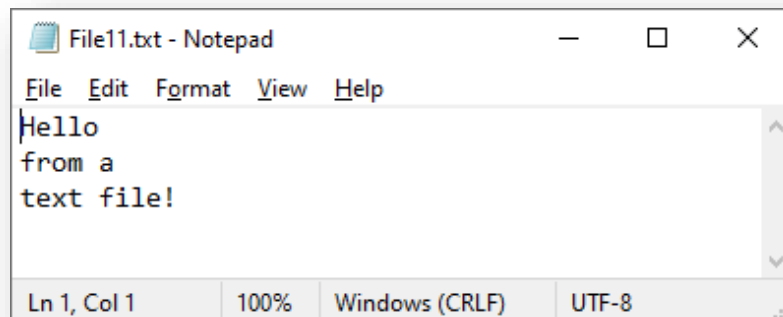 File11.txt - Notepad
File Edit Format View Help
Hello
from a
text file!
Ln 1, Col 1 100% Windows (CRLF) UTF-8